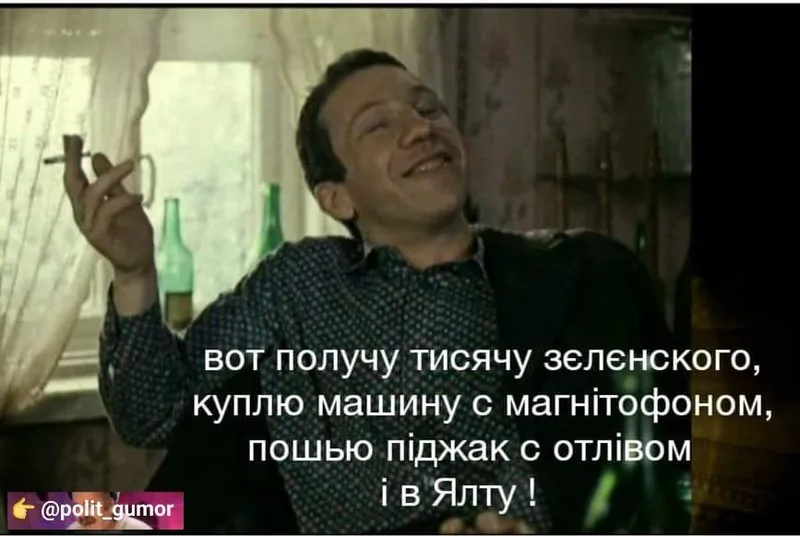 вот получу тисячу зєлєнского,
куплю машину с магнітофоном,
пошью піджак с отлівом
і в Ялту !
👉 @polit_gumor